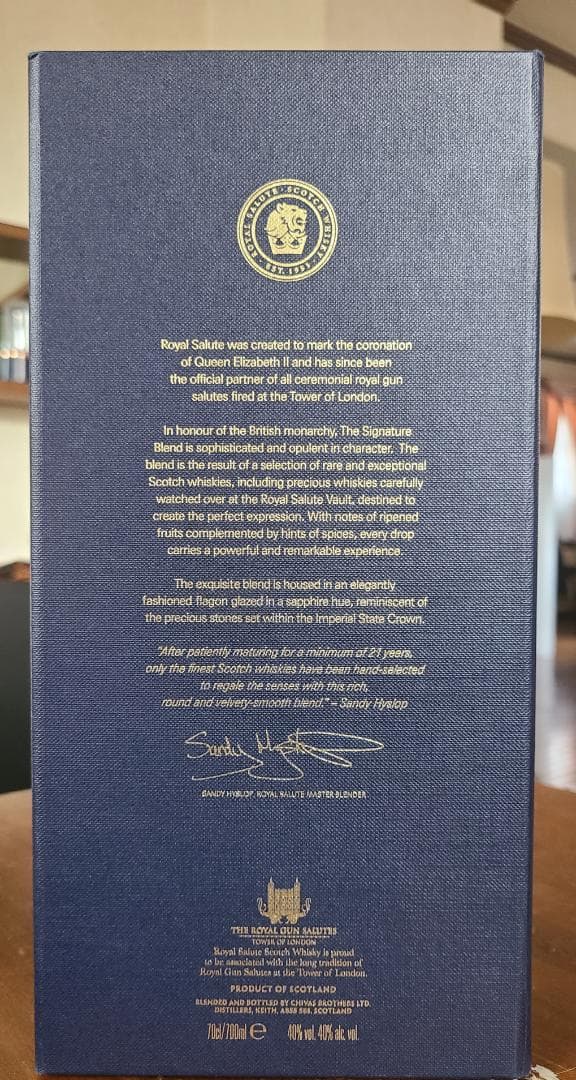 ROYAL SALUTE · SCOTCH WHISKY · EST. 1953 ·
Royal Salute was created to mark the coronation
of Queen Elizabeth II and has since been
the official partner of all ceremonial royal gun
salutes fired at the Tower of London.
In honour of the British monarchy, The Signature
Blend is sophisticated and opulent in character. The
blend is the result of a selection of rare and exceptional
Scotch whiskies, including precious whiskies carefully
watched over at the Royal Salute Vault, destined to
create the perfect expression. With notes of ripened
fruits complemented by hints of spices, every drop
carries a powerful and remarkable experience.
The exquisite blend is housed in an elegantly
fashioned flagon glazed in a sapphire hue, reminiscent of
the precious stones set within the Imperial State Crown.
"After patiently maturing for a minimum of 21 years,
only the finest Scotch whiskies have been hand-selected
to regale the senses with this rich,
round and velvety-smooth blend." – Sandy Hyslop
Sandy Hyslop
SANDY HYSLOP, ROYAL SALUTE MASTER BLENDER
THE ROYAL GUN SALUTES
TOWER OF LONDON
Royal Salute Scotch Whisky is proud
to be associated with the long tradition of
Royal Gun Salutes at the Tower of London.
PRODUCT OF SCOTLAND
BLENDED AND BOTTLED BY CHIVAS BROTHERS LTD.
DISTILLERS, KEITH, AB55 5BS, SCOTLAND
70cl/700ml e 40% vol. 40% alc. vol.